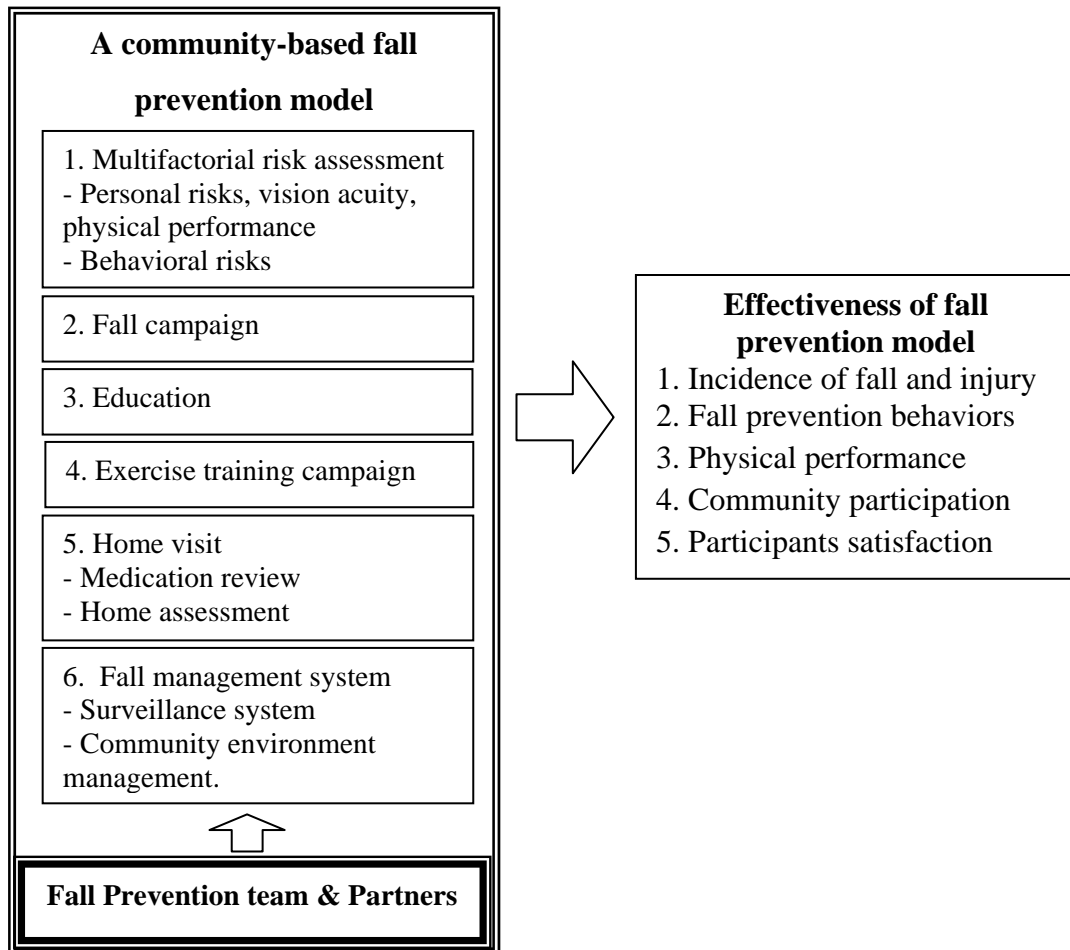 A community-based fall
prevention model
1. Multifactorial risk assessment
- Personal risks, vision acuity,
physical performance
- Behavioral risks
2. Fall campaign
3. Education
4. Exercise training campaign
5. Home visit
- Medication review
- Home assessment
6. Fall management system
- Surveillance system
- Community environment
management.
Fall Prevention team & Partners
Effectiveness of fall
prevention model
1. Incidence of fall and injury
2. Fall prevention behaviors
3. Physical performance
4. Community participation
5. Participants satisfaction